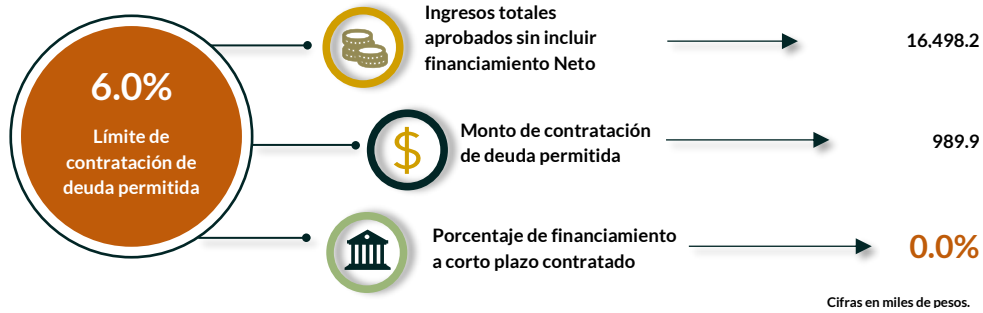 6.0%
Límite de
contratación de
deuda permitida
Ingresos totales
aprobados sin incluir
financiamiento Neto
16,498.2
$
Monto de contratación
de deuda permitida
989.9
Porcentaje de financiamiento
a corto plazo contratado
0.0%
Cifras en miles de pesos.